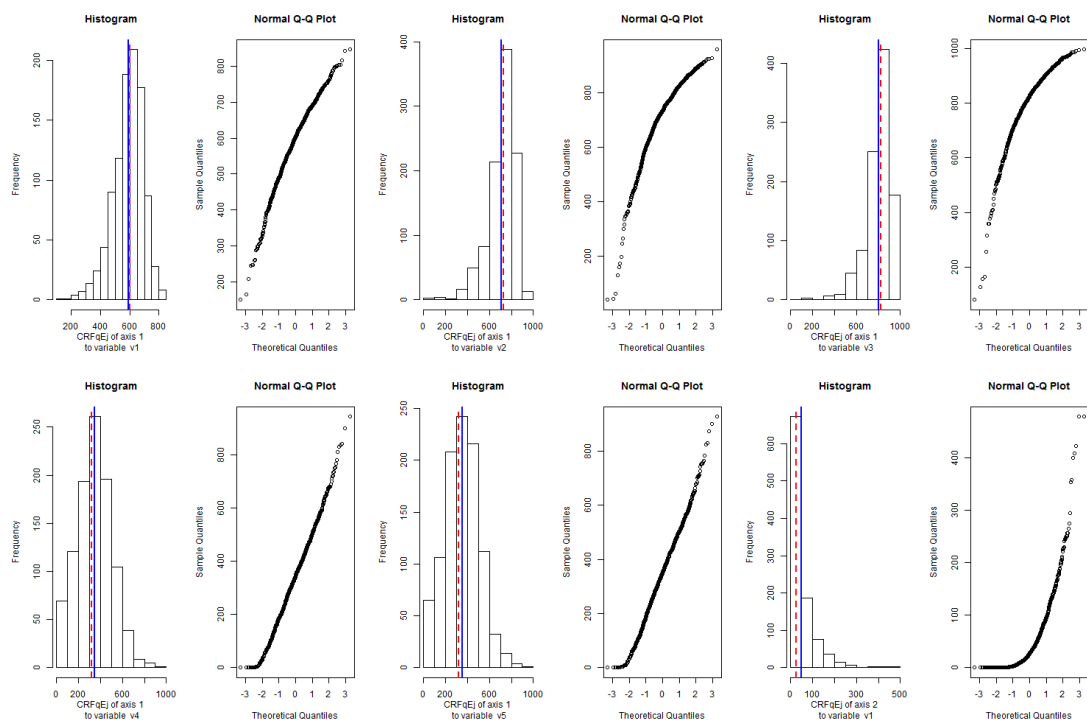 Histogram
Frequency
0
50
100
150
200
200 400 600 800
CRFqEj of axis 1
to variable v1
Normal Q-Q Plot
Sample Quantiles
200
300
400
500
600
700
800
-3 -2 -1 0 1 2 3
Theoretical Quantiles
Histogram
Frequency
0
100
200
300
400
0 200 600 1000
CRFqEj of axis 1
to variable v2
Normal Q-Q Plot
Sample Quantiles
200
400
600
800
-3 -2 -1 0 1 2 3
Theoretical Quantiles
Histogram
Frequency
0
100
200
300
400
0 200 600 1000
CRFqEj of axis 1
to variable v3
Normal Q-Q Plot
Sample Quantiles
200
400
600
800
1000
-3 -2 -1 0 1 2 3
Theoretical Quantiles
Histogram
Frequency
0
50
100
150
200
250
0 200 600 1000
CRFqEj of axis 1
to variable v4
Normal Q-Q Plot
Sample Quantiles
0
200
400
600
800
-3 -2 -1 0 1 2 3
Theoretical Quantiles
Histogram
Frequency
0
50
100
150
200
250
0 200 600 1000
CRFqEj of axis 1
to variable v5
Normal Q-Q Plot
Sample Quantiles
0
200
400
600
800
-3 -2 -1 0 1 2 3
Theoretical Quantiles
Histogram
Frequency
0
100
200
300
400
500
600
0 100 300 500
CRFqEj of axis 2
to variable v1
Normal Q-Q Plot
Sample Quantiles
0
100
200
300
400
-3 -2 -1 0 1 2 3
Theoretical Quantiles